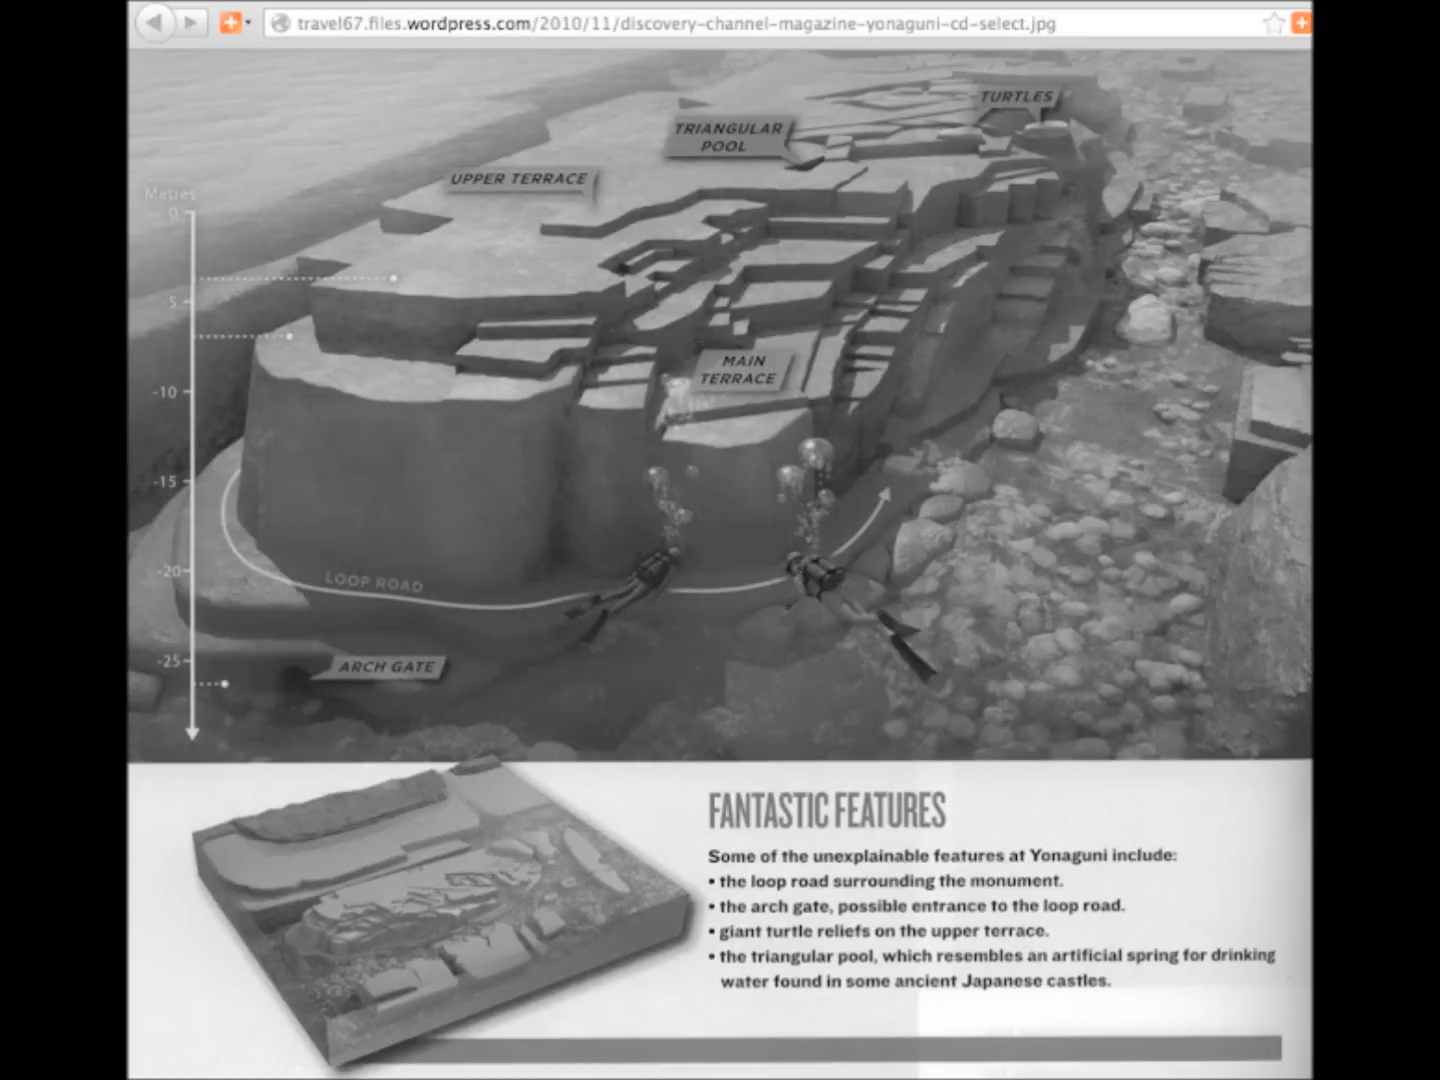 travel67.files.wordpress.com/2010/11/discovery-channel-magazine-yonaguni-cd-select.jpg
TURTLES
TRIANGULAR
POOL
UPPER TERRACE
Metres
0
5
-10
MAIN
TERRACE
-15
-20
LOOP ROAD
-25
ARCH GATE
FANTASTIC FEATURES
Some of the unexplainable features at Yonaguni include:
• the loop road surrounding the monument.
• the arch gate, possible entrance to the loop road.
• giant turtle reliefs on the upper terrace.
• the triangular pool, which resembles an artificial spring for drinking
water found in some ancient Japanese castles.